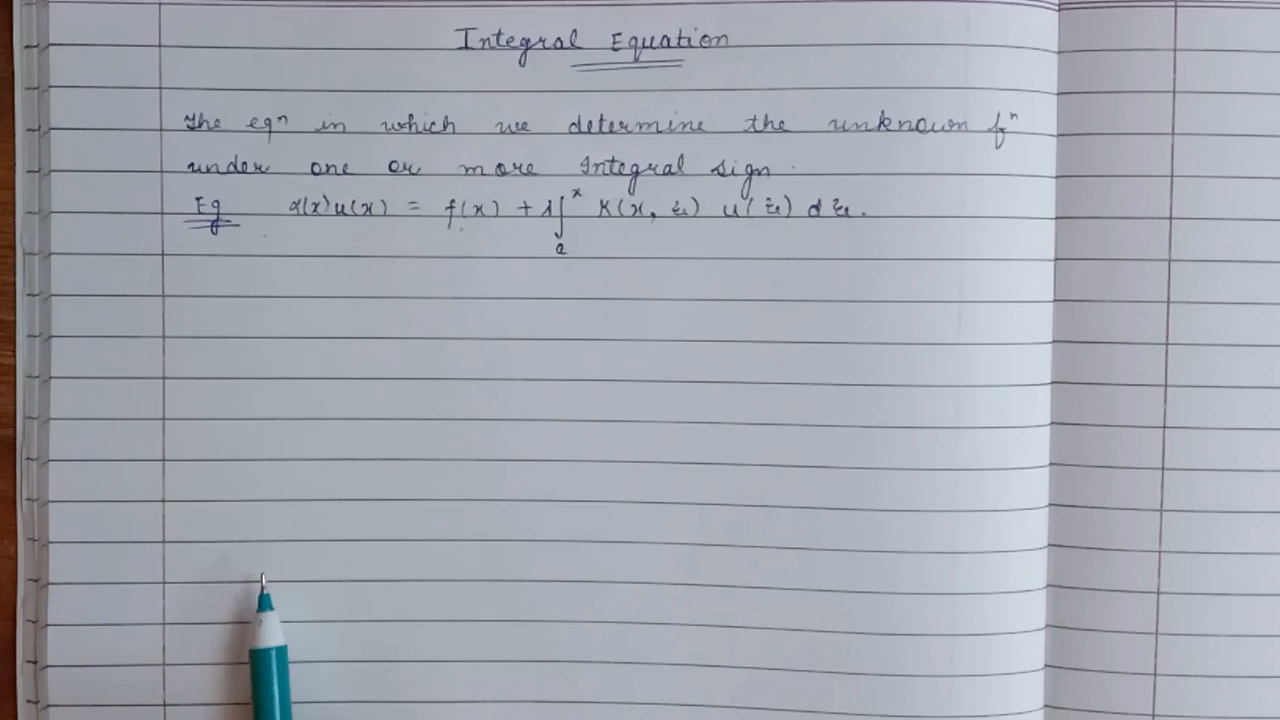 Integral Equation
The eqⁿ in which we determine the unknown fⁿ
under one or more Integral sign.
Eg α(x)u(x) = f(x) + λ∫ₐˣ K(x, ξ) u(ξ) dξ.